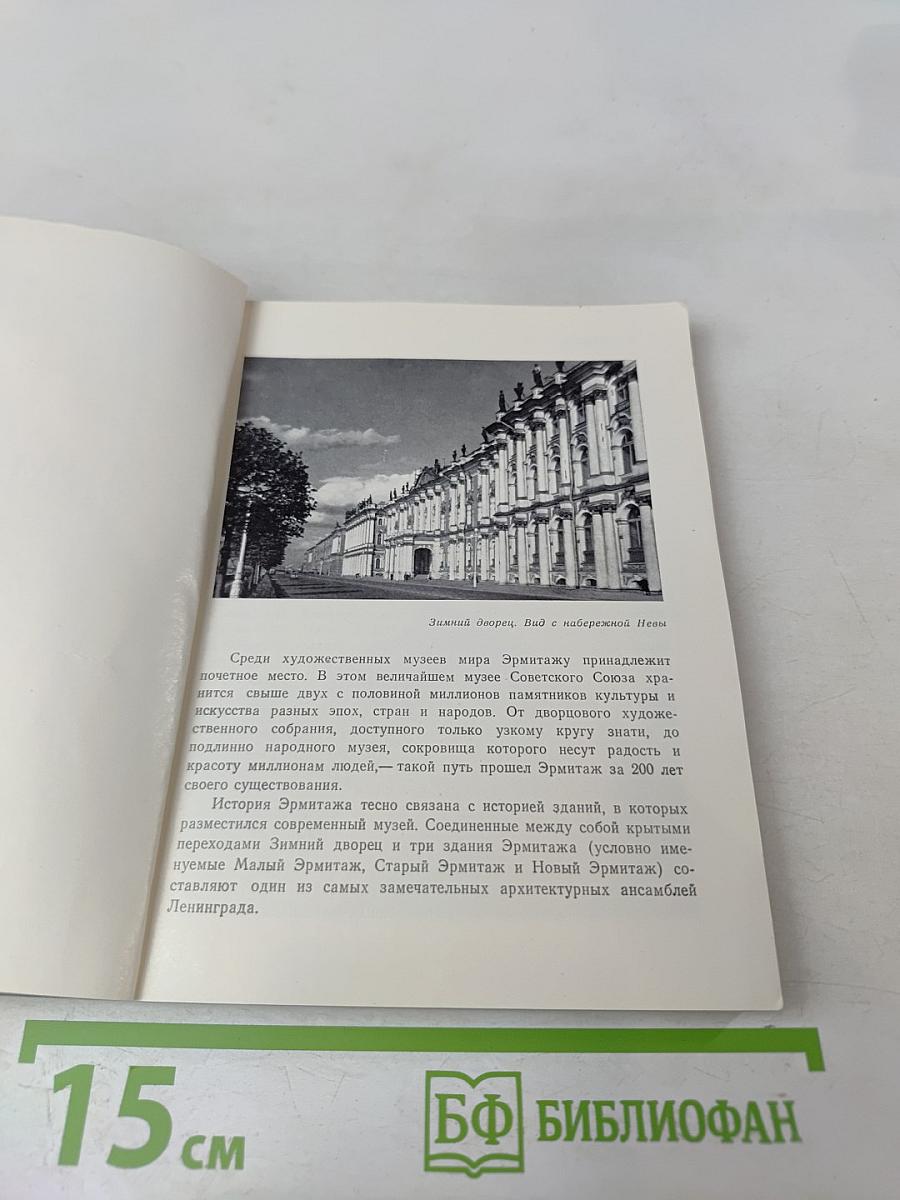 Зимний дворец. Вид с набережной Невы
Среди художественных музеев мира Эрмитажу принадлежит
почетное место. В этом величайшем музее Советского Союза хра-
нится свыше двух с половиной миллионов памятников культуры и
искусства разных эпох, стран и народов. От дворцового художе-
ственного собрания, доступного только узкому кругу знати, до
подлинно народного музея, сокровища которого несут радость и
красоту миллионам людей,— такой путь прошел Эрмитаж за 200 лет
своего существования.
История Эрмитажа тесно связана с историей зданий, в которых
разместился современный музей. Соединенные между собой крытыми
переходами Зимний дворец и три здания Эрмитажа (условно име-
нуемые Малый Эрмитаж, Старый Эрмитаж и Новый Эрмитаж) со-
ставляют один из самых замечательных архитектурных ансамблей
Ленинграда.
15 см
БФ БИБЛИОФАН